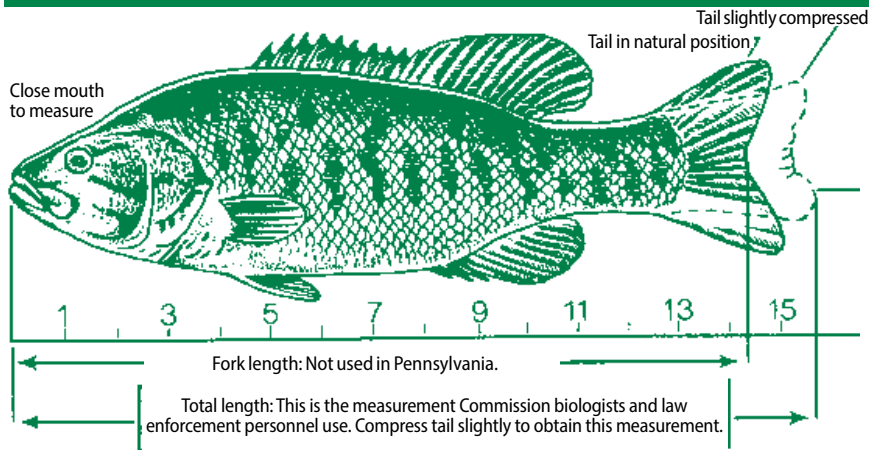 Tail slightly compressed
Tail in natural position
Close mouth
to measure
1 3 5 7 9 11 13 15
Fork length: Not used in Pennsylvania.
Total length: This is the measurement Commission biologists and law
enforcement personnel use. Compress tail slightly to obtain this measurement.